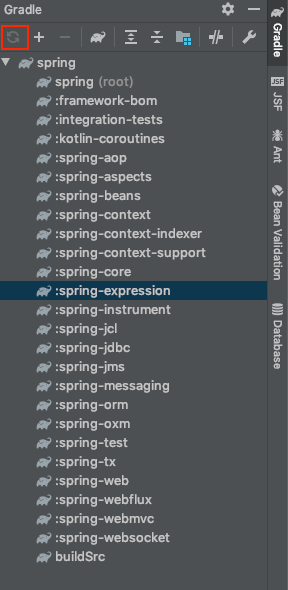 Gradle
spring
spring (root)
:framework-bom
:integration-tests
:kotlin-coroutines
:spring-aop
:spring-aspects
:spring-beans
:spring-context
:spring-context-indexer
:spring-context-support
:spring-core
:spring-expression
:spring-instrument
:spring-jcl
:spring-jdbc
:spring-jms
:spring-messaging
:spring-orm
:spring-oxm
:spring-test
:spring-tx
:spring-web
:spring-webflux
:spring-webmvc
:spring-websocket
buildSrc
Gradle
JSF
JSF
Ant
Bean Validation
Database